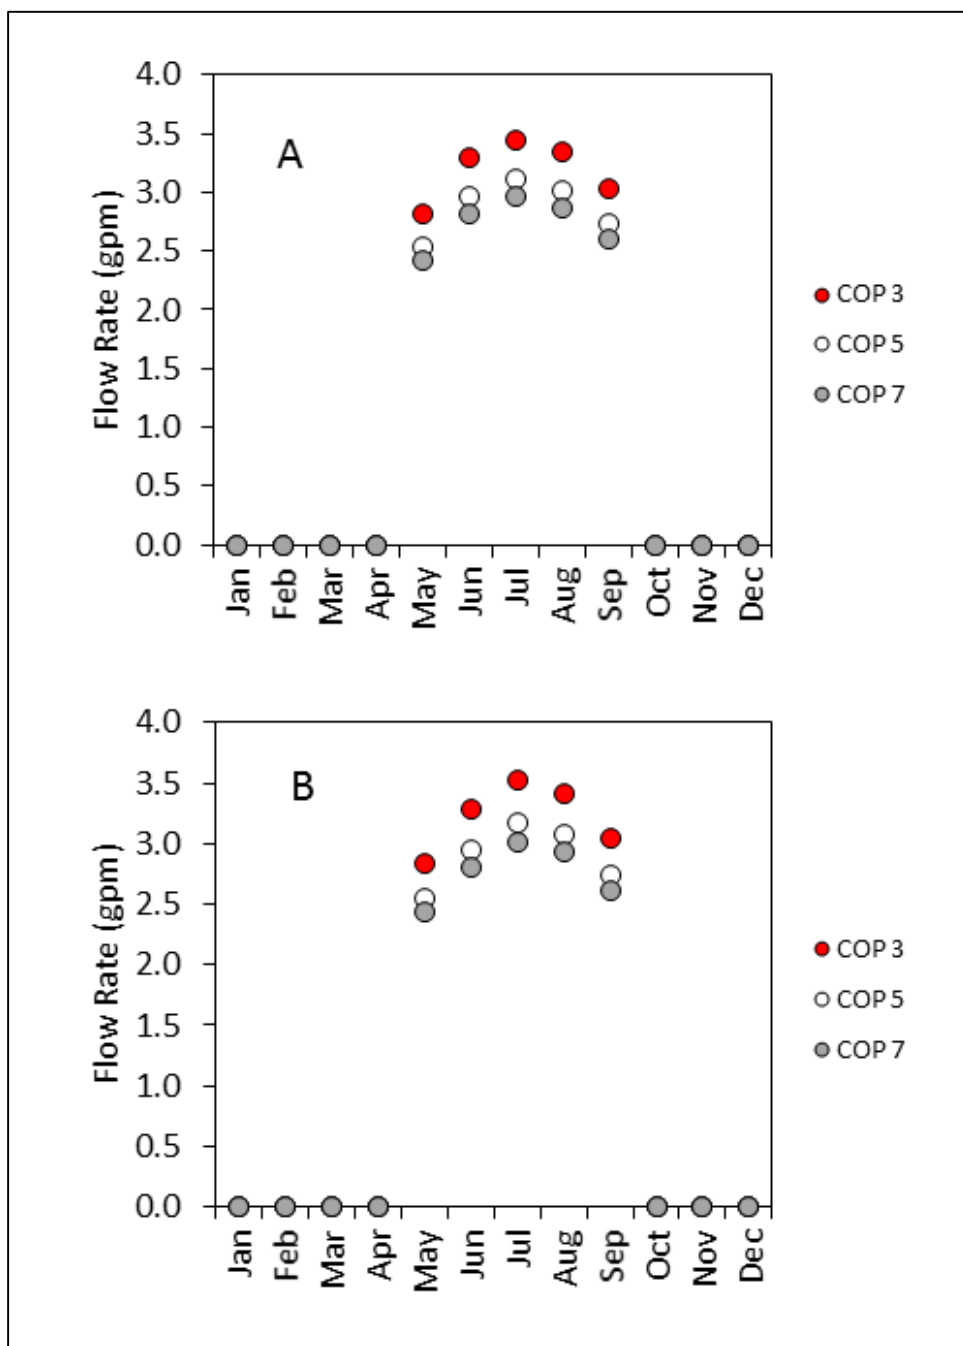 4.0
3.5
3.0
2.5
2.0
1.5
1.0
0.5
0.0
Flow Rate (gpm)
A
COP 3
COP 5
COP 7
Jan Feb Mar Apr May Jun Jul Aug Sep Oct Nov Dec
4.0
3.5
3.0
2.5
2.0
1.5
1.0
0.5
0.0
Flow Rate (gpm)
B
COP 3
COP 5
COP 7
Jan Feb Mar Apr May Jun Jul Aug Sep Oct Nov Dec